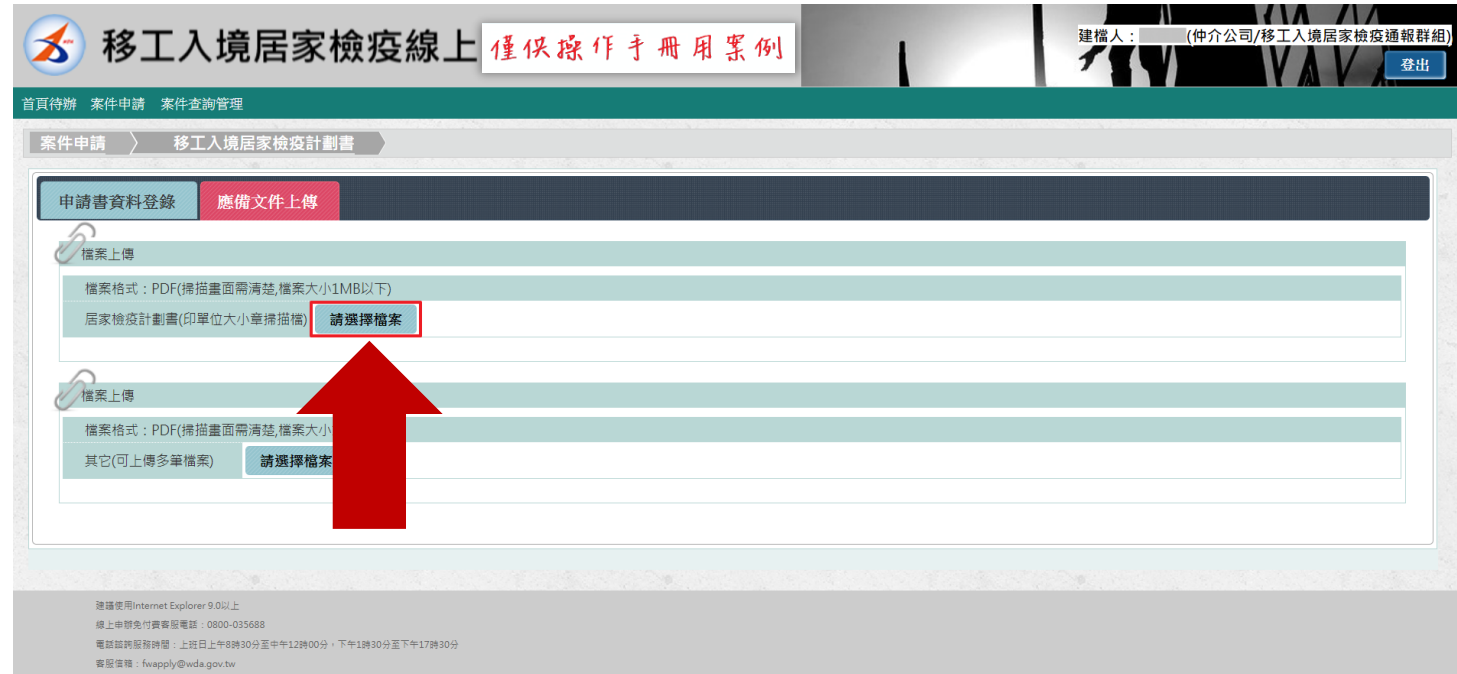 移工入境居家檢疫線上 僅供操作手冊用案例
建檔人： (仲介公司/移工入境居家檢疫通報群組)
登出
首頁待辦 案件申請 案件查詢管理
案件申請 移工入境居家檢疫計劃書
申請書資料登錄 應備文件上傳
檔案上傳
檔案格式：PDF(掃描畫面需清楚,檔案大小1MB以下)
居家檢疫計劃書(印單位大小章掃描檔) 請選擇檔案
檔案上傳
檔案格式：PDF(掃描畫面需清楚,檔案大小
其它(可上傳多筆檔案) 請選擇檔案
建議使用Internet Explorer 9.0以上
線上申辦免付費客服電話：0800-035688
電話諮詢服務時間：上班日上午8時30分至中午12時00分，下午1時30分至下午17時30分
客服信箱：fwapply@wda.gov.tw